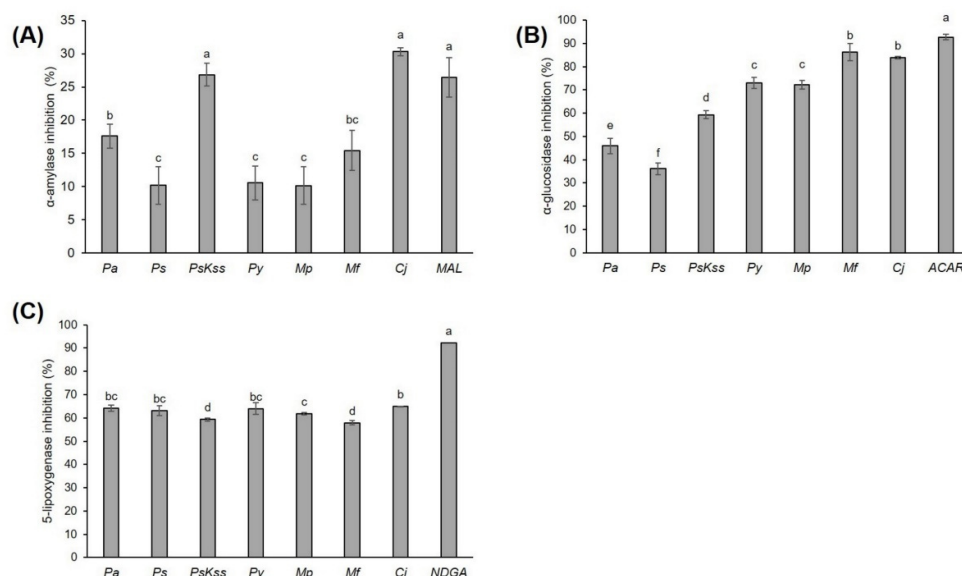 (A)
α-amylase inhibition (%)
35
30
25
20
15
10
5
0
b
c
a
c
c
bc
a
a
Pa Ps PsKss Py Mp Mf Cj MAL
(B)
α-glucosidase inhibition (%)
100
90
80
70
60
50
40
30
20
10
0
e
f
d
c
c
b
b
a
Pa Ps PsKss Py Mp Mf Cj ACAR
(C)
5-lipoxygenase inhibition (%)
100
90
80
70
60
50
40
30
20
10
0
bc
bc
d
bc
c
d
b
a
Pa Ps PsKss Py Mp Mf Cj NDGA